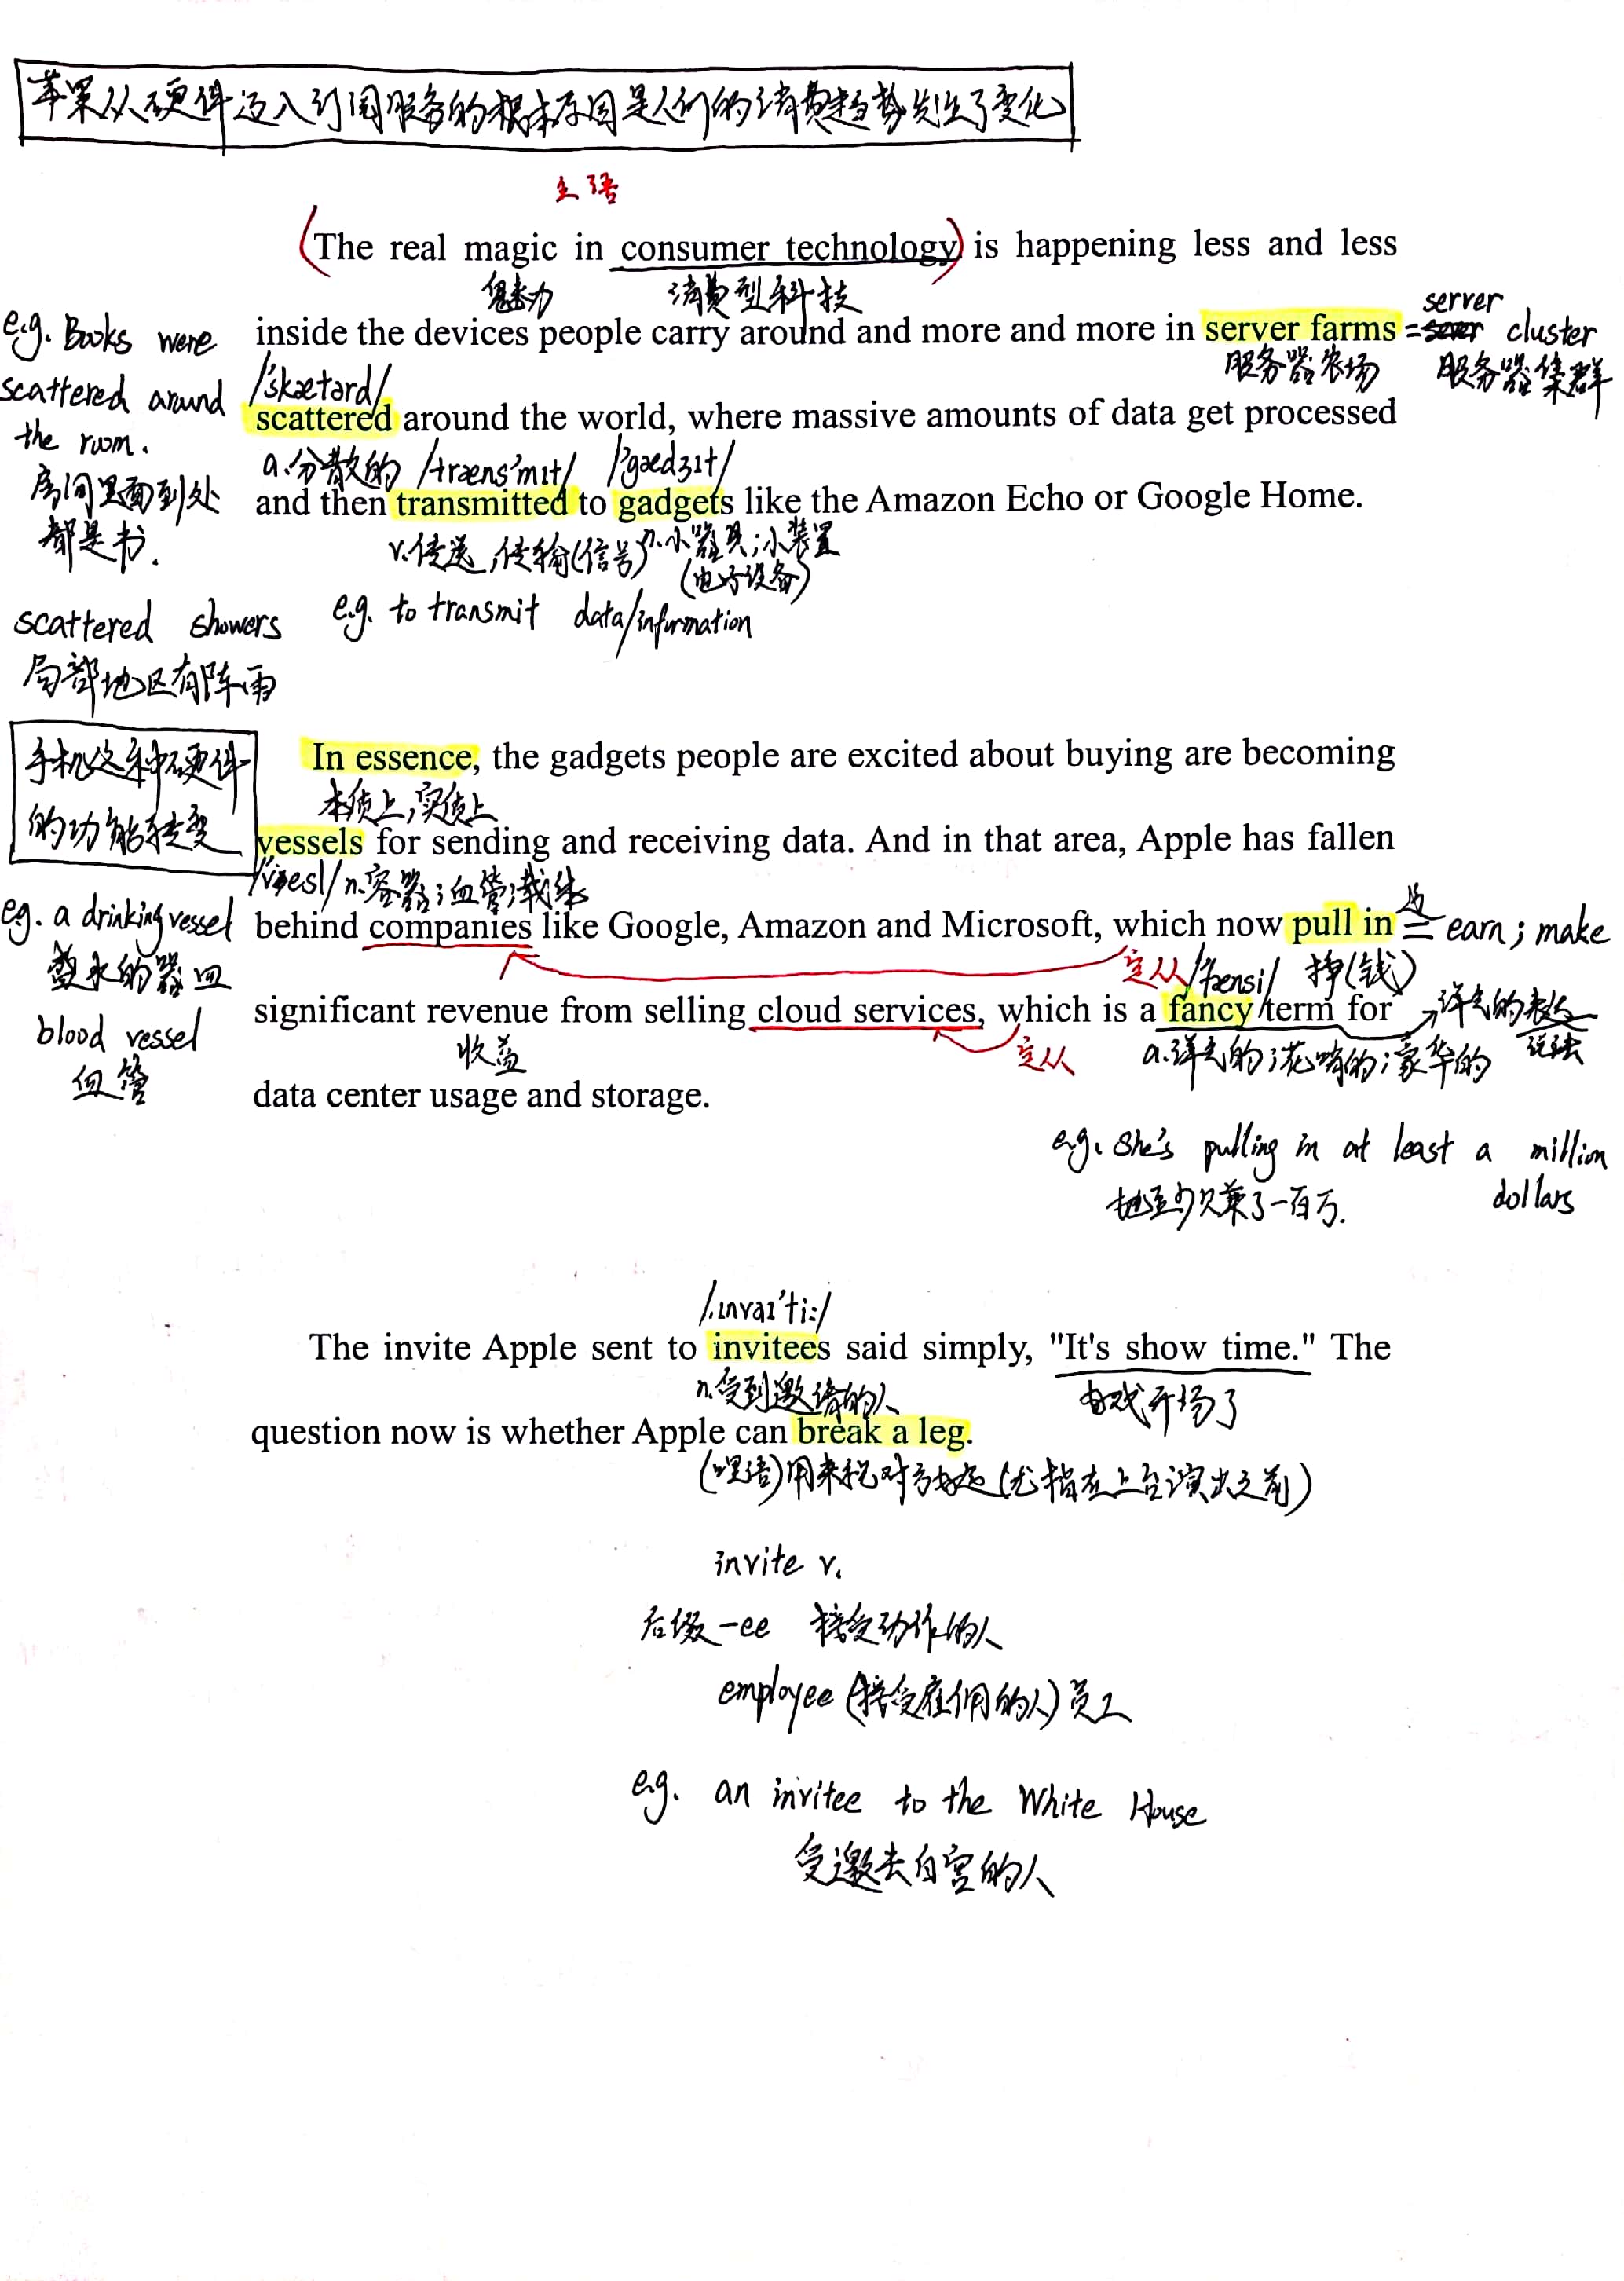 苹果从硬件迈入订阅服务的根本原因是人们的消费趋势发生了变化
主语
The real magic in consumer technology is happening less and less
魅力 消费型科技
server
e.g. Books were
inside the devices people carry around and more and more in server farms = cluster
服务器农场 服务器集群
scattered around
/'skætərd/
scattered around the world, where massive amounts of data get processed
the room.
a.分散的 /træns'mɪt/ /'gædʒɪt/
房间里面到处
and then transmitted to gadgets like the Amazon Echo or Google Home.
都是书.
v.传送,传输(信号) n.小器具;小装置
(电子设备)
scattered showers e.g. to transmit data/information
局部地区有阵雨
手机这种硬件
的功能转变
In essence, the gadgets people are excited about buying are becoming
本质上,实质上
vessels for sending and receiving data. And in that area, Apple has fallen
n.容器;血管;载体
e.g. a drinking vessel
behind companies like Google, Amazon and Microsoft, which now pull in = earn; make
盛水的器皿
定从 /'fænsi/ 挣(钱)
significant revenue from selling cloud services, which is a fancy term for
洋气的表达
说法
blood vessel
收益 定从 a.洋气的;花哨的;豪华的
血管
data center usage and storage.
e.g. She's pulling in at least a million
dollars
她至少只赚了一百万.
/ˌɪnvaɪ'ti:/
The invite Apple sent to invitees said simply, "It's show time." The
n.受到邀请的人 好戏开场了
question now is whether Apple can break a leg.
(俚语)用来祝对方好运(尤指在上台演出之前)
invite v.
后缀-ee 接受动作的人
employee (接受雇佣的人) 员工
e.g. an invitee to the White House
受邀去白宫的人